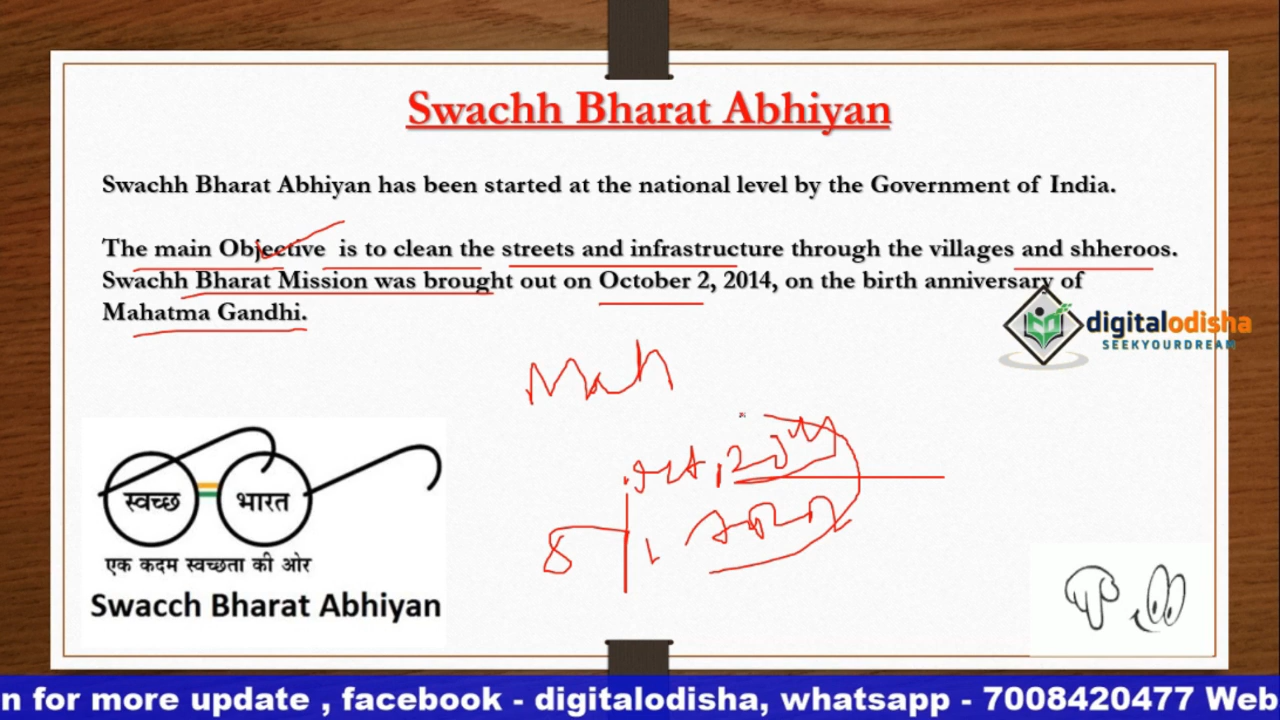 Swachh Bharat Abhiyan
Swachh Bharat Abhiyan has been started at the national level by the Government of India.
The main Objective is to clean the streets and infrastructure through the villages and shheroos.
Swachh Bharat Mission was brought out on October 2, 2014, on the birth anniversary of
Mahatma Gandhi.
digitalodisha
SEEKYOURDREAM
Mah
स्वच्छ भारत
एक कदम स्वच्छता की ओर
Swacch Bharat Abhiyan
n for more update , facebook - digitalodisha, whatsapp - 7008420477 Web